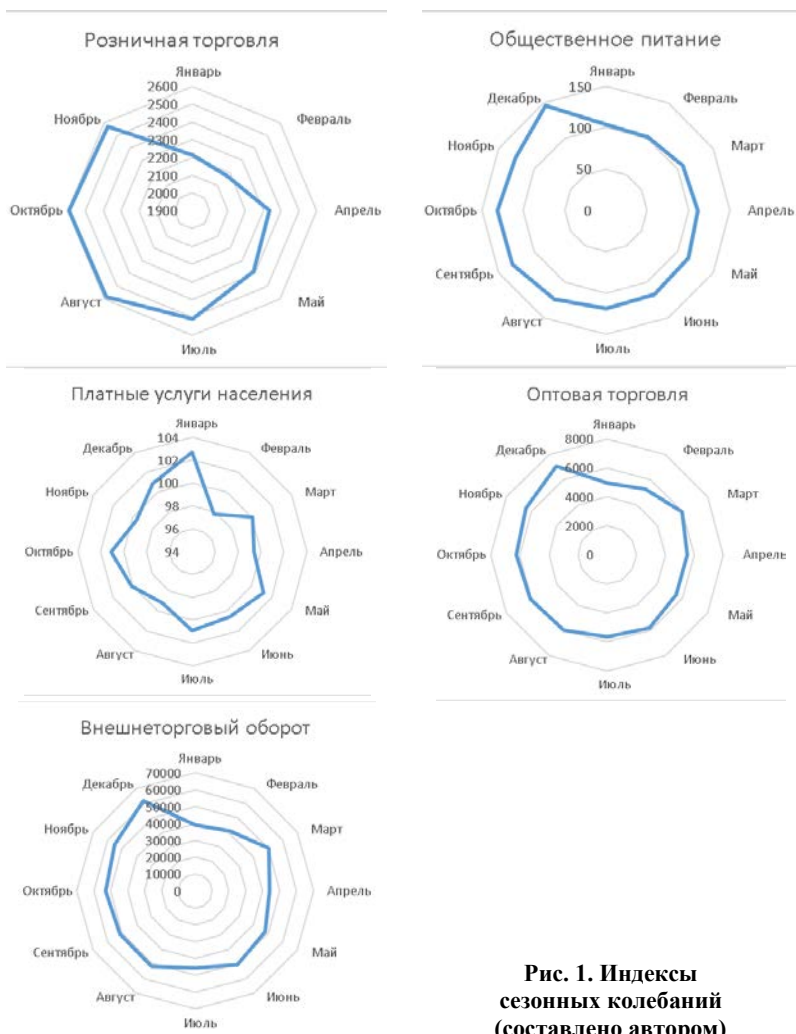 Розничная торговля
Январь
2600
2500
2400
2300
2200
2100
2000
1900
Февраль
Апрель
Май
Июль
Август
Октябрь
Ноябрь
Общественное питание
Январь
150
100
50
0
Февраль
Март
Апрель
Май
Июнь
Июль
Август
Сентябрь
Октябрь
Ноябрь
Декабрь
Платные услуги населения
Январь
104
102
100
98
96
94
Февраль
Март
Апрель
Май
Июнь
Июль
Август
Сентябрь
Октябрь
Ноябрь
Декабрь
Оптовая торговля
Январь
8000
6000
4000
2000
0
Февраль
Март
Апрель
Май
Июнь
Июль
Август
Сентябрь
Октябрь
Ноябрь
Декабрь
Внешнеторговый оборот
Январь
70000
60000
50000
40000
30000
20000
10000
0
Февраль
Март
Апрель
Май
Июнь
Июль
Август
Сентябрь
Октябрь
Ноябрь
Декабрь
Рис. 1. Индексы
сезонных колебаний
(составлено автором)